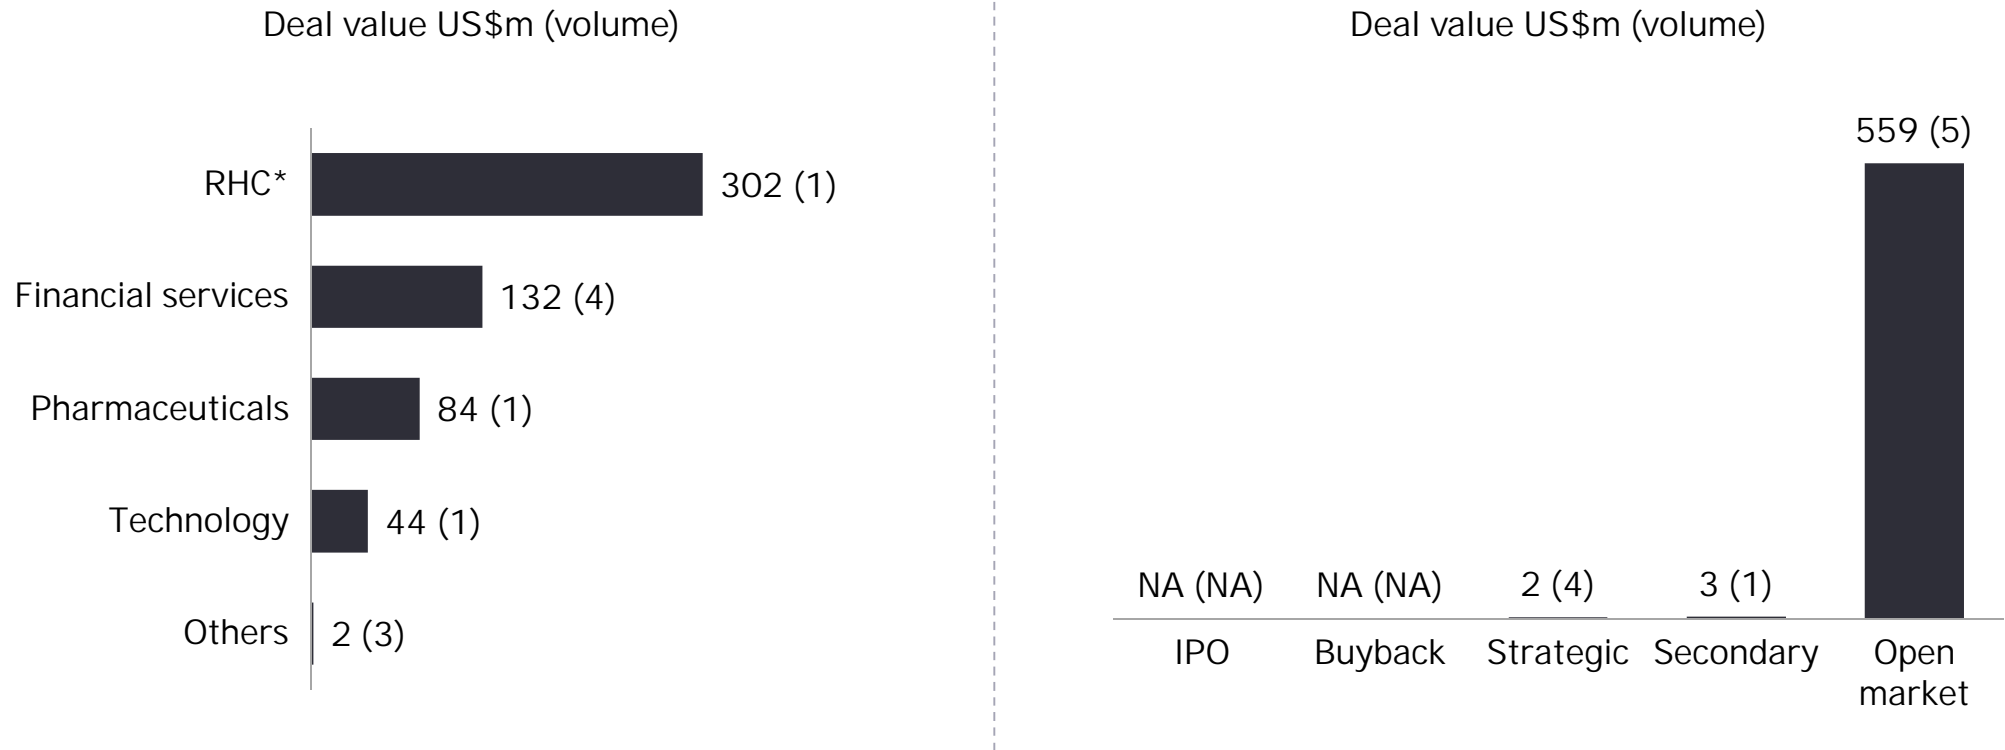 Deal value US$m (volume)
RHC* 302 (1)
Financial services 132 (4)
Pharmaceuticals 84 (1)
Technology 44 (1)
Others 2 (3)
Deal value US$m (volume)
559 (5)
NA (NA) NA (NA) 2 (4) 3 (1)
IPO Buyback Strategic Secondary Open
market